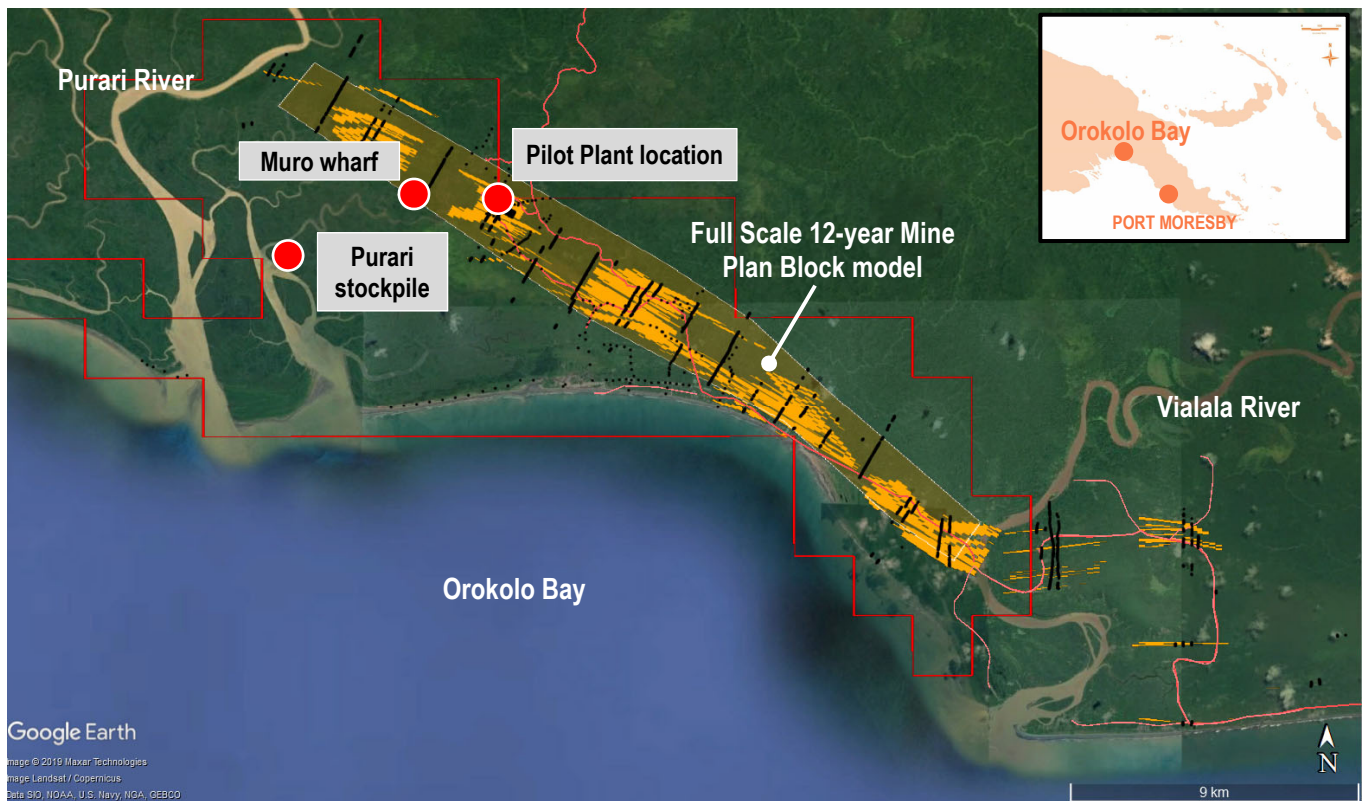 Purari River
Muro wharf
Pilot Plant location
Purari
stockpile
Full Scale 12-year Mine
Plan Block model
Orokolo Bay
PORT MORESBY
Vialala River
Orokolo Bay
Google Earth
Image © 2019 Maxar Technologies
Image Landsat / Copernicus
Data SIO, NOAA, U.S. Navy, NGA, GEBCO
N
9 km